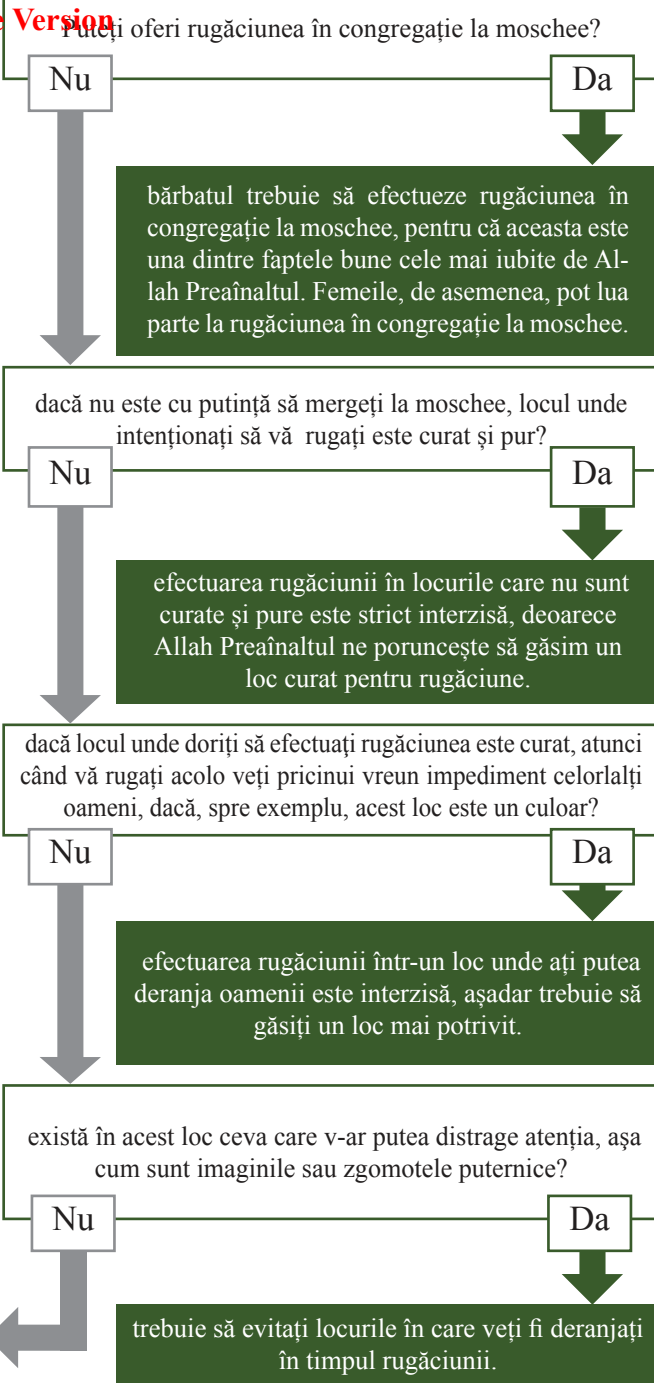 e Version
Puteți oferi rugăciunea în congregație la moschee?
Nu
Da
bărbatul trebuie să efectueze rugăciunea în
congregație la moschee, pentru că aceasta este
una dintre faptele bune cele mai iubite de Al-
lah Preaînaltul. Femeile, de asemenea, pot lua
parte la rugăciunea în congregație la moschee.
dacă nu este cu putință să mergeți la moschee, locul unde
intenționați să vă rugați este curat și pur?
Nu
Da
efectuarea rugăciunii în locurile care nu sunt
curate și pure este strict interzisă, deoarece
Allah Preaînaltul ne poruncește să găsim un
loc curat pentru rugăciune.
dacă locul unde doriți să efectuați rugăciunea este curat, atunci
când vă rugați acolo veți pricinui vreun impediment celorlalți
oameni, dacă, spre exemplu, acest loc este un culoar?
Nu
Da
efectuarea rugăciunii într-un loc unde ați putea
deranja oamenii este interzisă, așadar trebuie să
găsiți un loc mai potrivit.
există în acest loc ceva care v-ar putea distrage atenția, așa
cum sunt imaginile sau zgomotele puternice?
Nu
Da
trebuie să evitați locurile în care veți fi deranjați
în timpul rugăciunii.